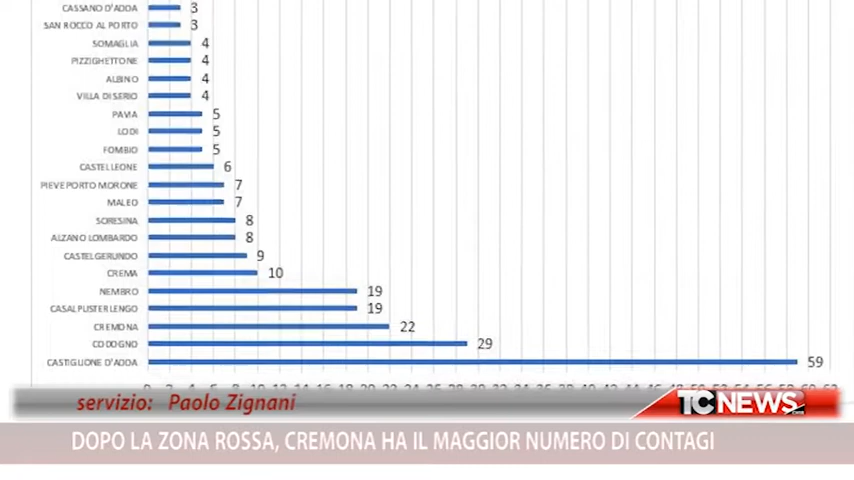 CASSANO D'ADDA 3
SAN ROCCO AL PORTO 3
SOMAGLIA 4
PIZZIGHETTONE 4
ALBINO 4
VILLA DI SERIO 4
PAVIA 5
LODI 5
FOMBIO 5
CASTELLEONE 6
PIEVE PORTO MORONE 7
MALEO 7
SORESINA 8
ALZANO LOMBARDO 8
CASTELGERUNDO 9
CREMA 10
NEMBRO 19
CASALPUSTERLENGO 19
CREMONA 22
CODOGNO 29
CASTIGLIONE D'ADDA 59
servizio: Paolo Zignani
TCNEWS.com
DOPO LA ZONA ROSSA, CREMONA HA IL MAGGIOR NUMERO DI CONTAGI